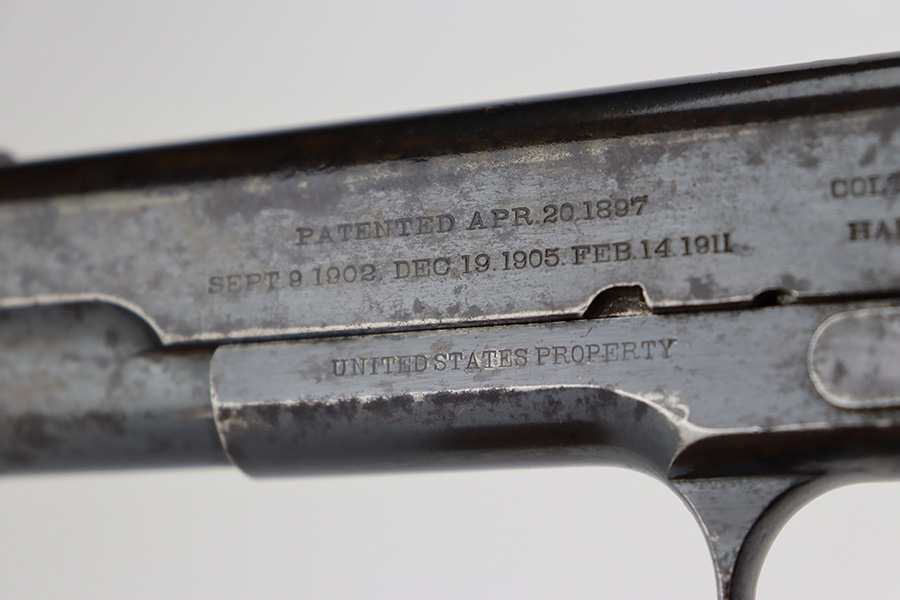 PATENTED APR.20.1897
SEPT.9.1902. DEC.19.1905. FEB.14.1911
UNITED STATES PROPERTY